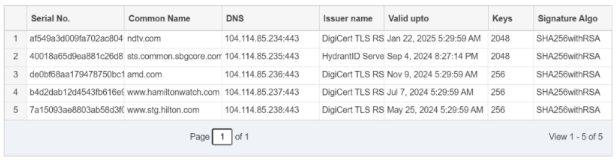 Serial No. Common Name DNS Issuer name Valid upto Keys Signature Algo
1 af549a3d009fa702ac804 ndtv.com 104.114.85.234:443 DigiCert TLS RS Jan 22, 2025 5:29:59 AM 2048 SHA256withRSA
2 40018a65d9ea881c26d8 sts.common.sbgcore.com 104.114.85.235:443 HydrantID Serve Sep 4, 2024 8:27:14 PM 2048 SHA256withRSA
3 de0bf68aa179478750bc1 amd.com 104.114.85.236:443 DigiCert TLS RS Nov 9, 2024 5:29:59 AM 256 SHA256withRSA
4 b4d2dab12d4543fb616e9 www.hamiltonwatch.com 104.114.85.237:443 DigiCert TLS RS Jul 7, 2024 5:29:59 AM 256 SHA256withRSA
5 7a15093ae8803ab58d3f0 www.stg.hilton.com 104.114.85.238:443 DigiCert TLS RS May 25, 2024 5:29:59 AM 256 SHA256withRSA
Page 1 of 1 View 1 - 5 of 5